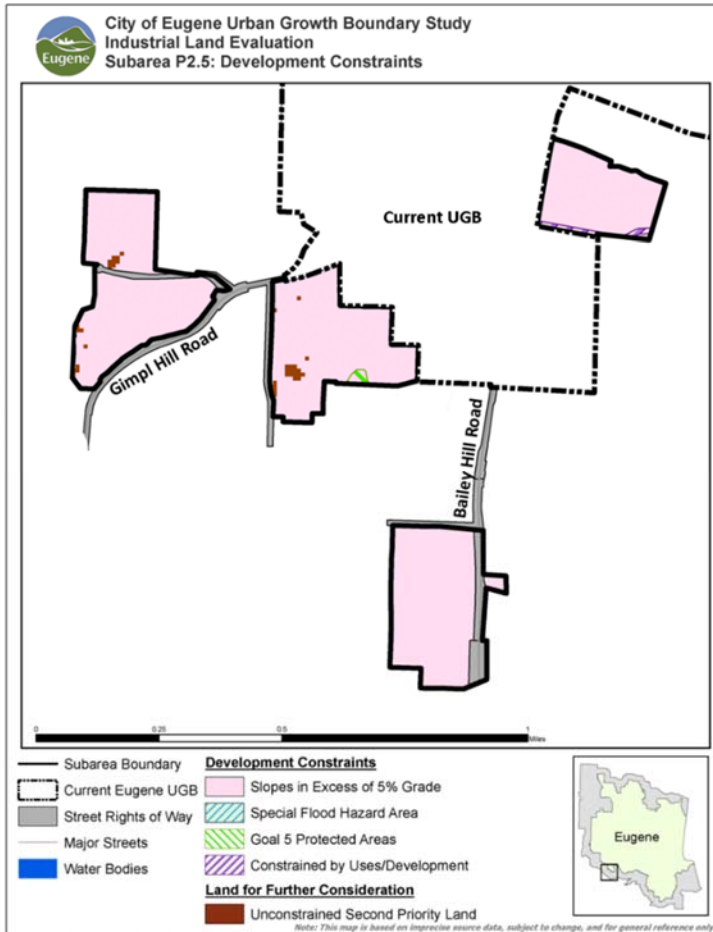 City of Eugene Urban Growth Boundary Study
Industrial Land Evaluation
Subarea P2.5: Development Constraints
Eugene
Current UGB
Gimpl Hill Road
Bailey Hill Road
0 0.25 0.5 1
Miles
Subarea Boundary
Current Eugene UGB
Street Rights of Way
Major Streets
Water Bodies
Development Constraints
Slopes in Excess of 5% Grade
Special Flood Hazard Area
Goal 5 Protected Areas
Constrained by Uses/Development
Land for Further Consideration
Unconstrained Second Priority Land
Eugene
Note: This map is based on imprecise source data, subject to change, and for general reference only